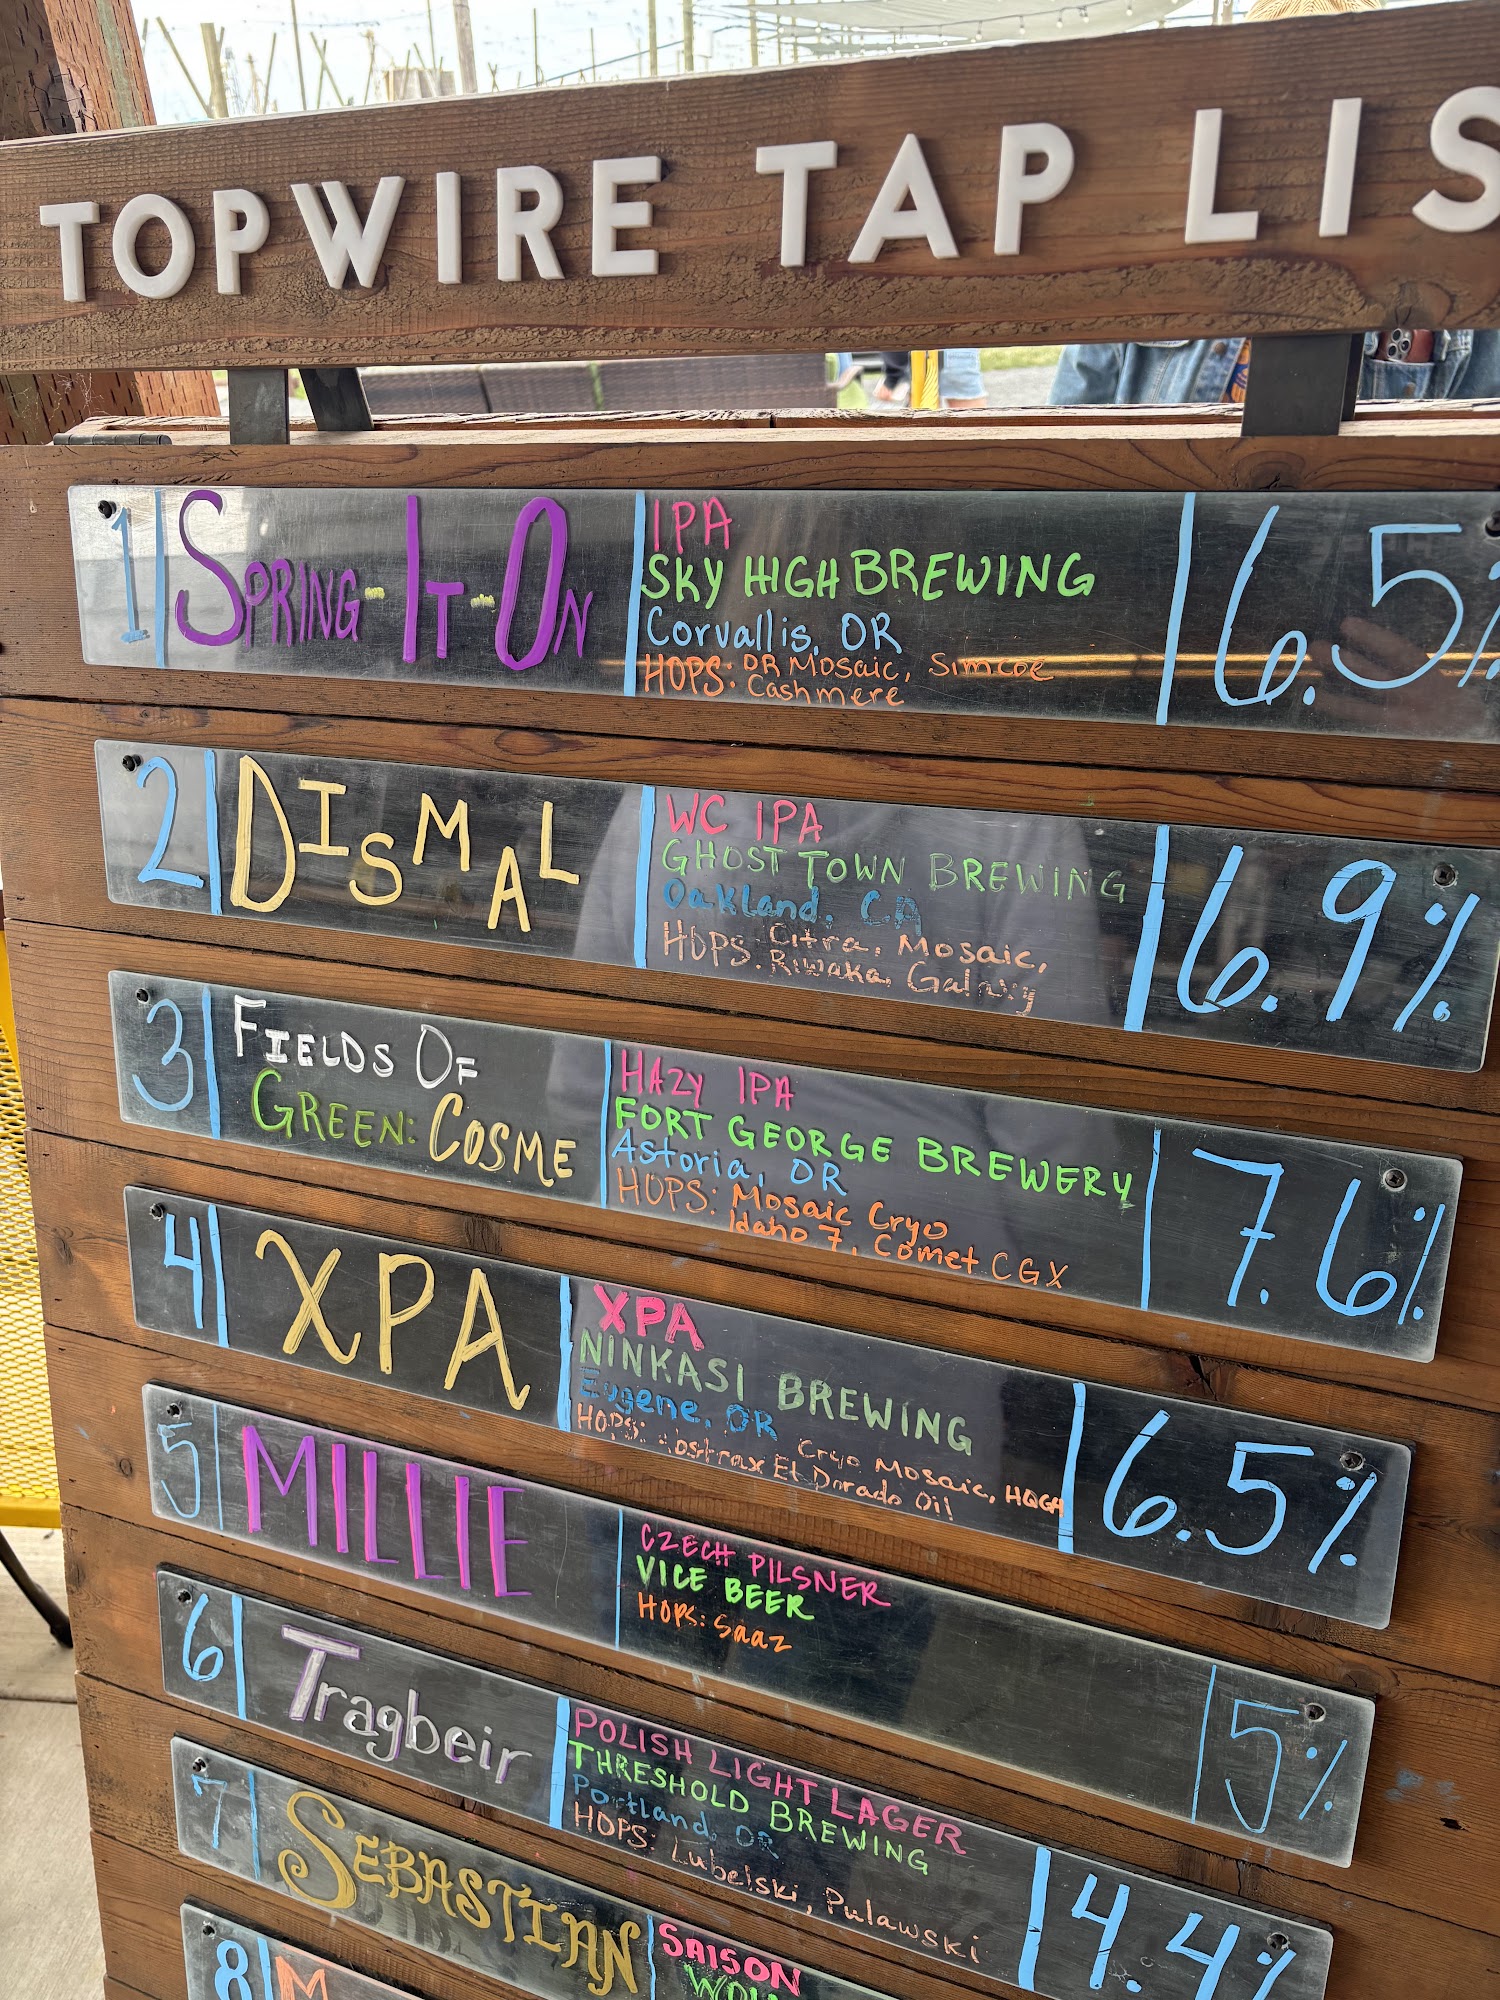 TOPWIRE TAP LIS
1 SPRING-IT-ON
IPA
SKY HIGH BREWING
Corvallis, OR
HOPS: OR Mosaic, Simcoe
Cashmere
6.5%
2 DISMAL
WC IPA
GHOST TOWN BREWING
Oakland, CA
HOPS: Citra, Mosaic,
Riwaka, Galaxy
6.9%
3 FIELDS OF
GREEN: COSME
HAZY IPA
FORT GEORGE BREWERY
Astoria, OR
HOPS: Mosaic Cryo
Idaho 7, Comet CGX
7.6%
4 XPA
XPA
NINKASI BREWING
Eugene, OR
HOPS: Cryo Mosaic, HQGA
Abstrax El Dorado Oil
6.5%
5 MILLIE
CZECH PILSNER
VICE BEER
HOPS: Saaz
5%
6 Tragbeir
POLISH LIGHT LAGER
THRESHOLD BREWING
Portland, OR
HOPS: Lubelski, Pulawski
4.4%
7 SEBASTIAN
SAISON
8 M